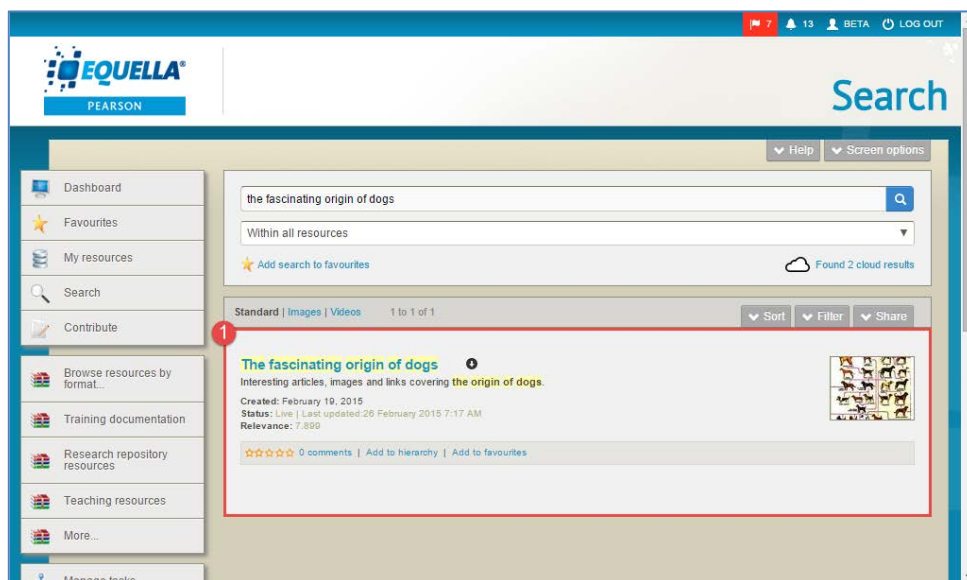 7 13 BETA LOG OUT
EQUELLA®
PEARSON
Search
Help Screen options
Dashboard
Favourites
My resources
Search
Contribute
Browse resources by
format...
Training documentation
Research repository
resources
Teaching resources
More...
Manage tasks
the fascinating origin of dogs
Within all resources
Add search to favourites Found 2 cloud results
Standard | Images | Videos 1 to 1 of 1
Sort Filter Share
1
The fascinating origin of dogs
Interesting articles, images and links covering the origin of dogs.
Created: February 19, 2015
Status: Live | Last updated:26 February 2015 7:17 AM
Relevance: 7.899
0 comments | Add to hierarchy | Add to favourites